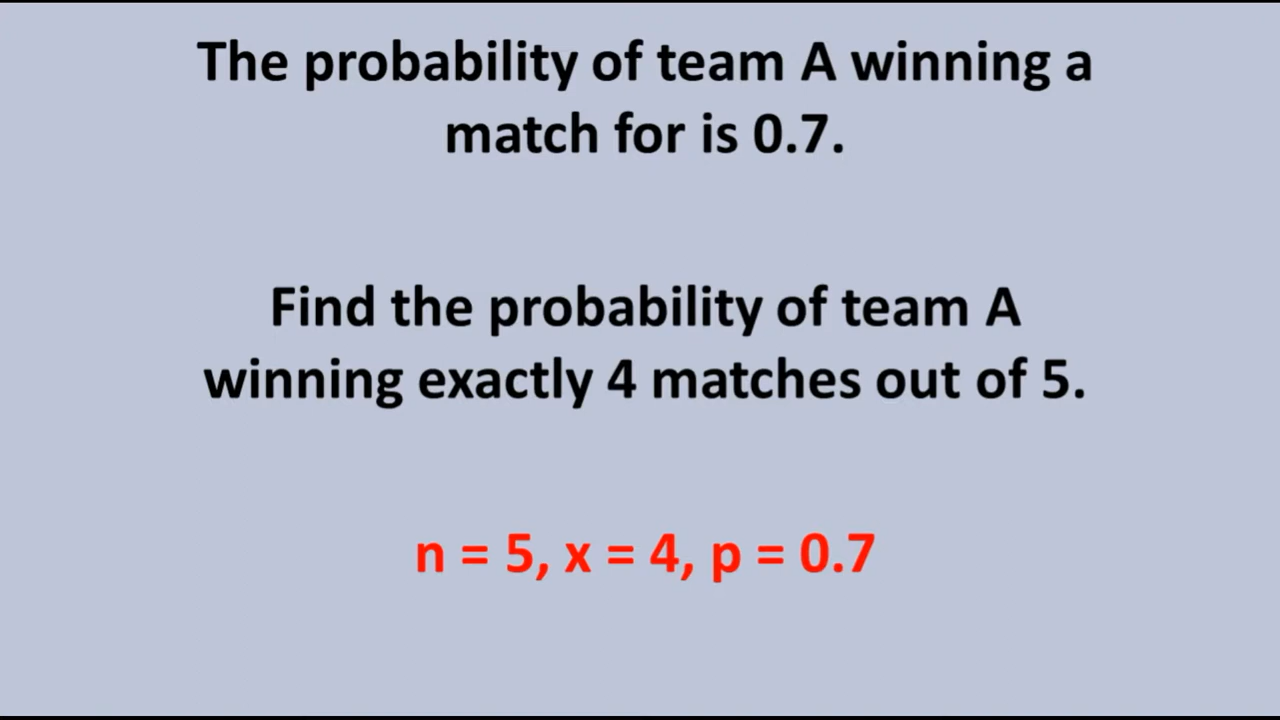 The probability of team A winning a
match for is 0.7.
Find the probability of team A
winning exactly 4 matches out of 5.
n = 5, x = 4, p = 0.7